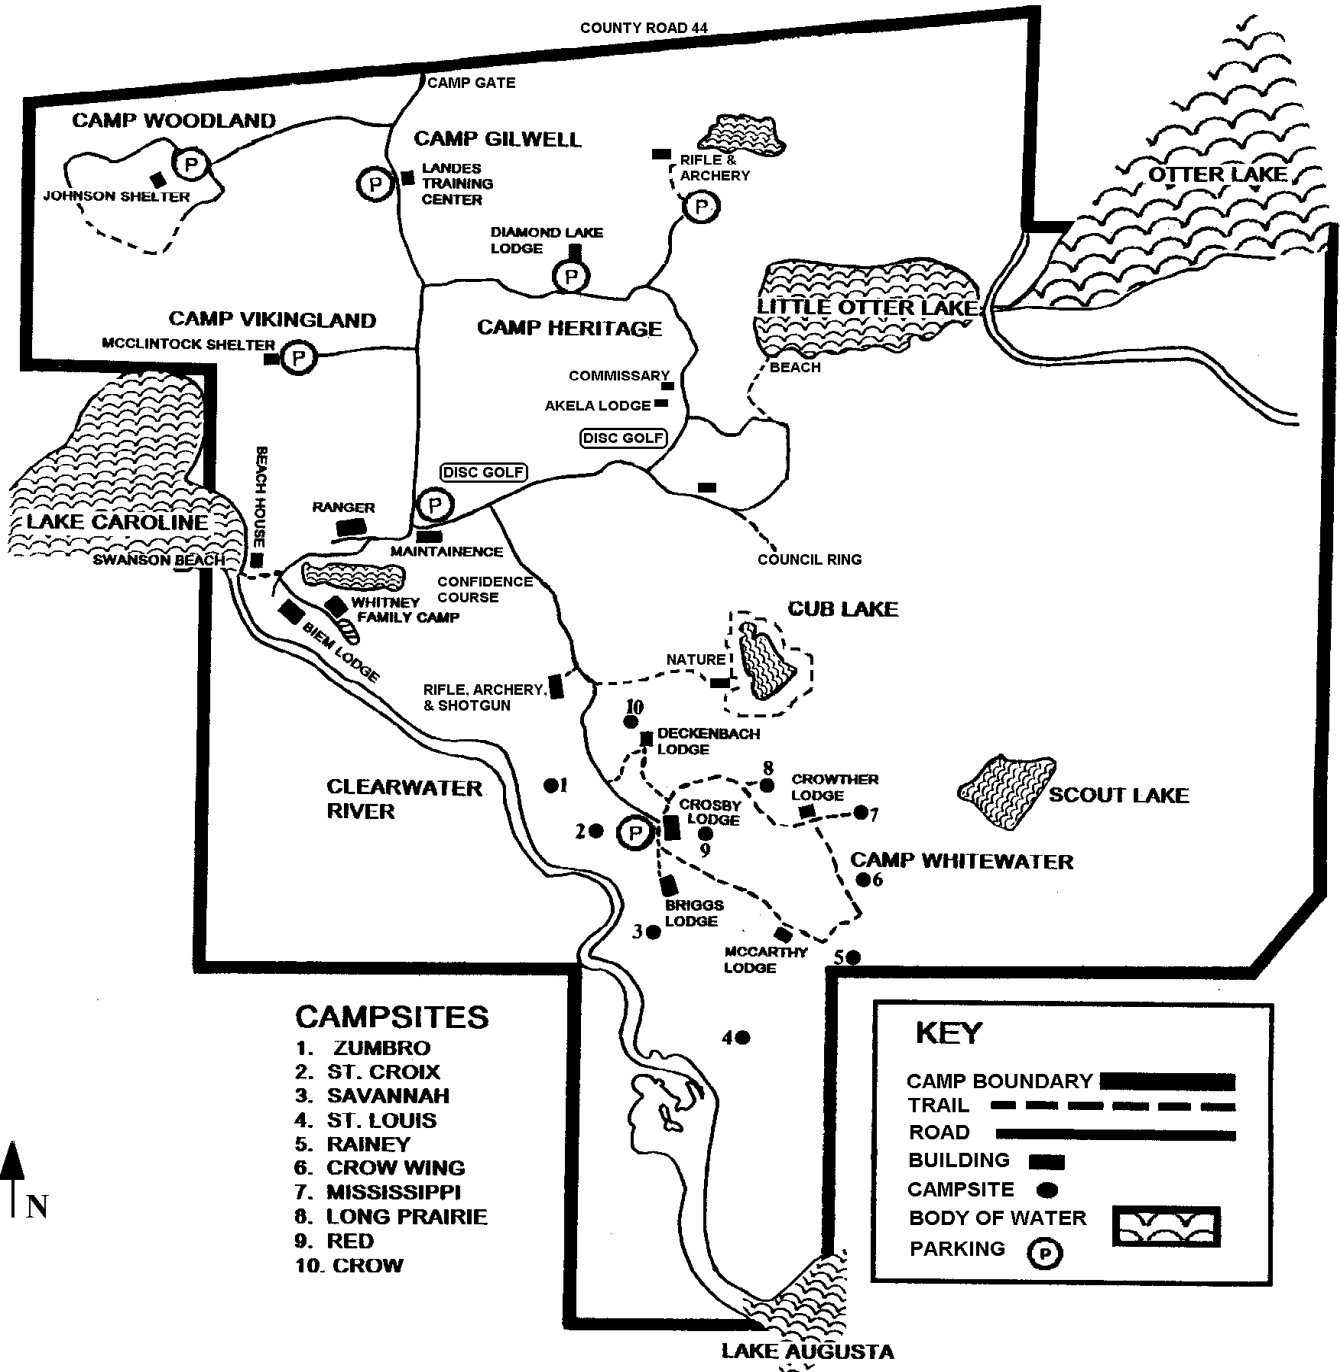 COUNTY ROAD 44
CAMP GATE
CAMP WOODLAND
CAMP GILWELL
P
JOHNSON SHELTER
P
LANDES
TRAINING
CENTER
RIFLE &
ARCHERY
P
OTTER LAKE
DIAMOND LAKE
LODGE
P
LITTLE OTTER LAKE
CAMP VIKINGLAND
MCCLINTOCK SHELTER
P
CAMP HERITAGE
BEACH
COMMISSARY
AKELA LODGE
DISC GOLF
DISC GOLF
BEACH HOUSE
P
RANGER
LAKE CAROLINE
MAINTAINENCE
SWANSON BEACH
COUNCIL RING
CONFIDENCE
COURSE
WHITNEY
FAMILY CAMP
BIEM LODGE
CUB LAKE
NATURE
RIFLE, ARCHERY,
& SHOTGUN
10
DECKENBACH
LODGE
CLEARWATER
RIVER
1
8
CROWTHER
LODGE
SCOUT LAKE
CROSBY
LODGE
7
2
P
9
CAMP WHITEWATER
6
BRIGGS
LODGE
3
MCCARTHY
LODGE
5
4
CAMPSITES
1. ZUMBRO
2. ST. CROIX
3. SAVANNAH
4. ST. LOUIS
5. RAINEY
6. CROW WING
7. MISSISSIPPI
8. LONG PRAIRIE
9. RED
10. CROW
N
KEY
CAMP BOUNDARY
TRAIL
ROAD
BUILDING
CAMPSITE
BODY OF WATER
PARKING P
LAKE AUGUSTA